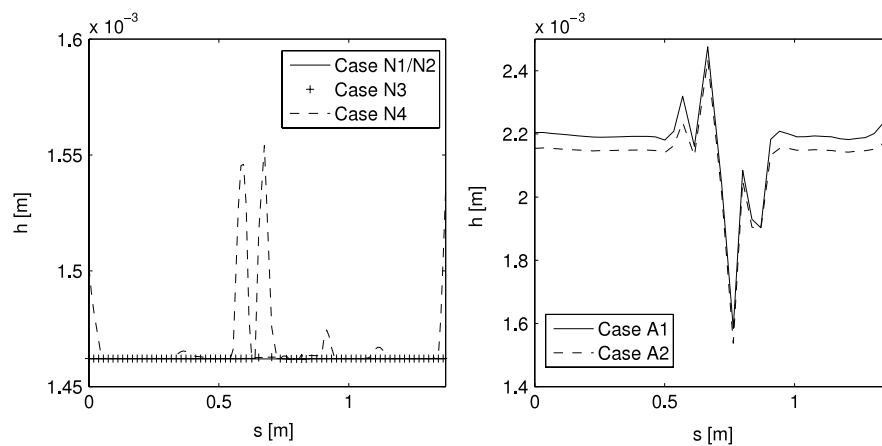 x 10⁻³
1.6
1.55
1.5
1.45
h [m]
0
0.5
1
s [m]
Case N1/N2
Case N3
Case N4
x 10⁻³
2.4
2.2
2
1.8
1.6
1.4
h [m]
0
0.5
1
s [m]
Case A1
Case A2